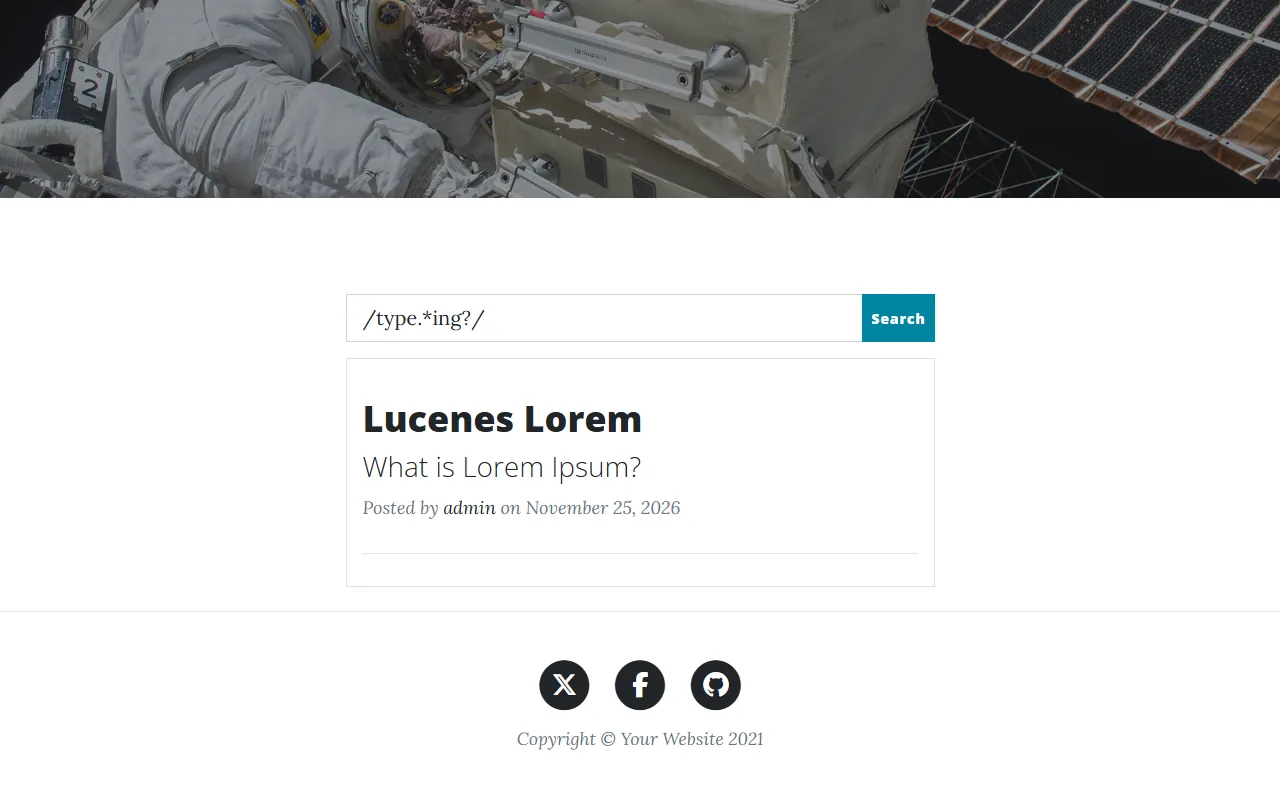 2
/type.*ing?/
Search
Lucenes Lorem
What is Lorem Ipsum?
Posted by admin on November 25, 2026
Copyright © Your Website 2021